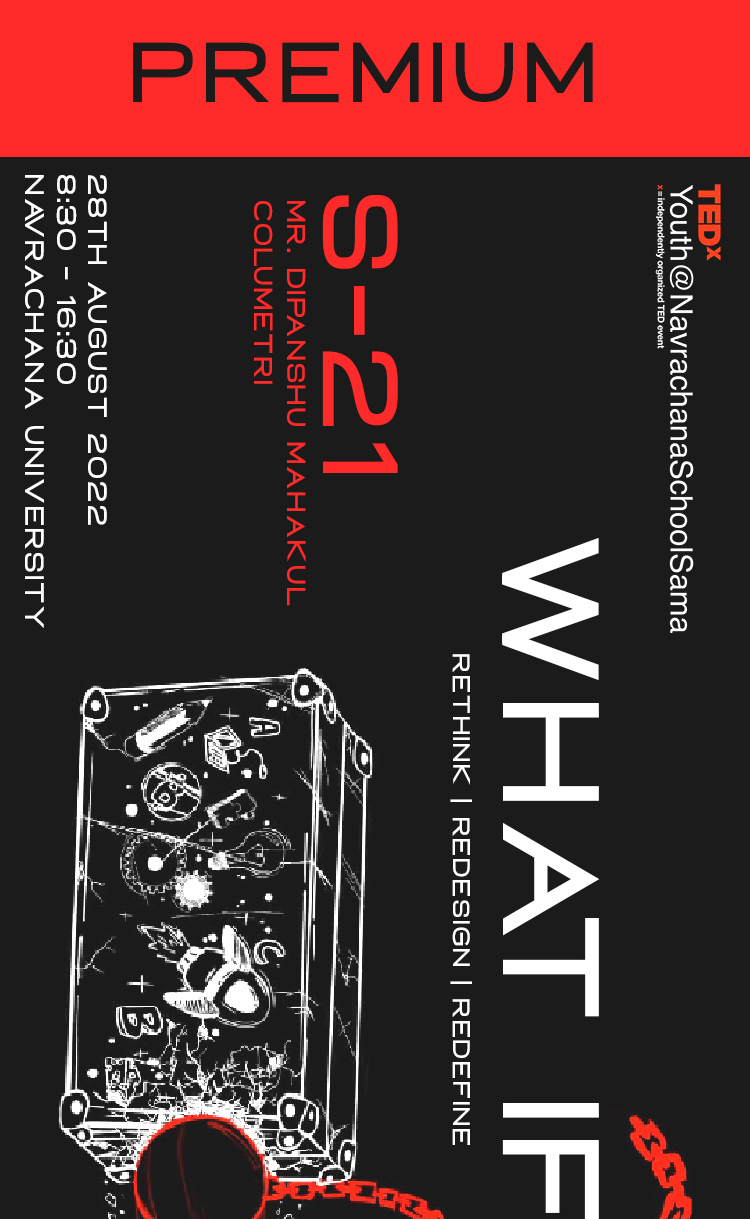 PREMIUM
TEDx
Youth@NavrachanaSchoolSama
x = independently organized TED event
WHAT IF
RETHINK | REDESIGN | REDEFINE
S-21
MR. DIPANSHU MAHAKUL
COLUMETRI
28TH AUGUST 2022
8:30 - 16:30
NAVRACHANA UNIVERSITY
A
C
B